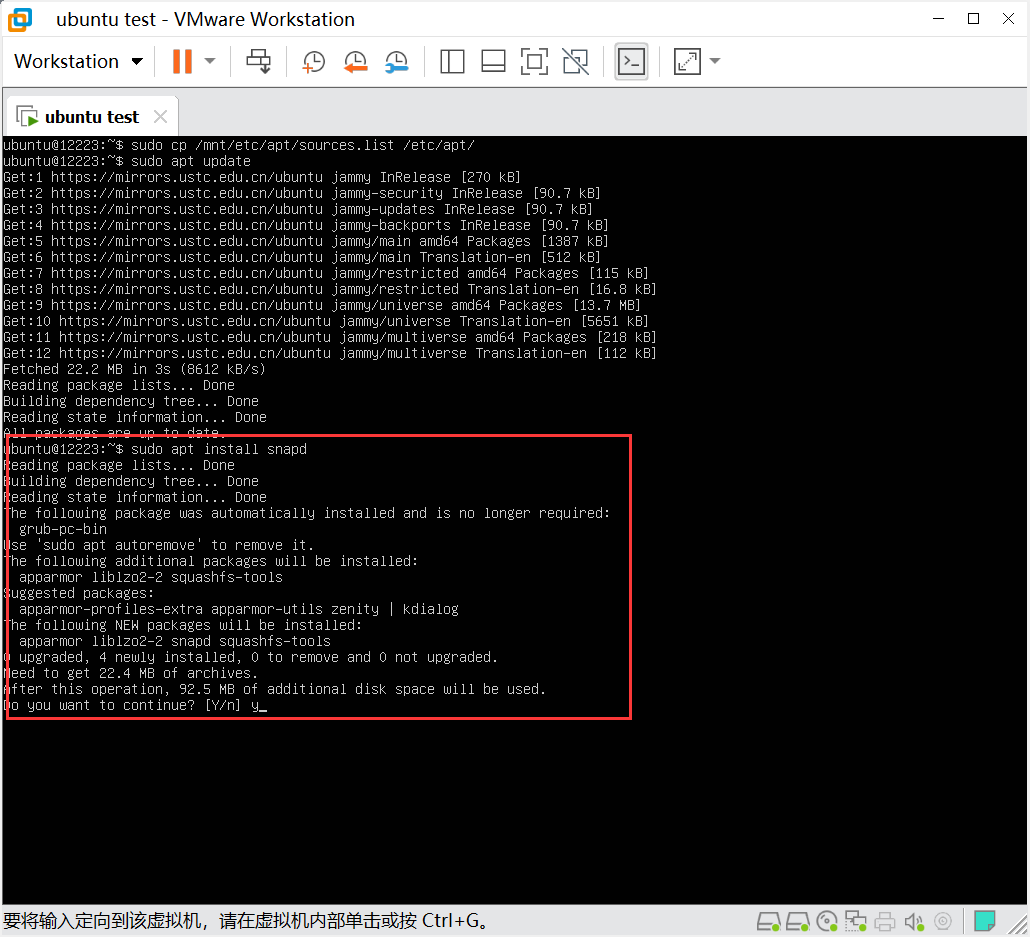 ubuntu test - VMware Workstation
Workstation
ubuntu test
ubuntu@12223:~$ sudo cp /mnt/etc/apt/sources.list /etc/apt/
ubuntu@12223:~$ sudo apt update
Get:1 https://mirrors.ustc.edu.cn/ubuntu jammy InRelease [270 kB]
Get:2 https://mirrors.ustc.edu.cn/ubuntu jammy-security InRelease [90.7 kB]
Get:3 https://mirrors.ustc.edu.cn/ubuntu jammy-updates InRelease [90.7 kB]
Get:4 https://mirrors.ustc.edu.cn/ubuntu jammy-backports InRelease [90.7 kB]
Get:5 https://mirrors.ustc.edu.cn/ubuntu jammy/main amd64 Packages [1387 kB]
Get:6 https://mirrors.ustc.edu.cn/ubuntu jammy/main Translation-en [512 kB]
Get:7 https://mirrors.ustc.edu.cn/ubuntu jammy/restricted amd64 Packages [115 kB]
Get:8 https://mirrors.ustc.edu.cn/ubuntu jammy/restricted Translation-en [16.8 kB]
Get:9 https://mirrors.ustc.edu.cn/ubuntu jammy/universe amd64 Packages [13.7 MB]
Get:10 https://mirrors.ustc.edu.cn/ubuntu jammy/universe Translation-en [5651 kB]
Get:11 https://mirrors.ustc.edu.cn/ubuntu jammy/multiverse amd64 Packages [218 kB]
Get:12 https://mirrors.ustc.edu.cn/ubuntu jammy/multiverse Translation-en [112 kB]
Fetched 22.2 MB in 3s (8612 kB/s)
Reading package lists... Done
Building dependency tree... Done
Reading state information... Done
All packages are up to date.
ubuntu@12223:~$ sudo apt install snapd
Reading package lists... Done
Building dependency tree... Done
Reading state information... Done
The following package was automatically installed and is no longer required:
  grub-pc-bin
Use 'sudo apt autoremove' to remove it.
The following additional packages will be installed:
  apparmor liblzo2-2 squashfs-tools
Suggested packages:
  apparmor-profiles-extra apparmor-utils zenity | kdialog
The following NEW packages will be installed:
  apparmor liblzo2-2 snapd squashfs-tools
0 upgraded, 4 newly installed, 0 to remove and 0 not upgraded.
Need to get 22.4 MB of archives.
After this operation, 92.5 MB of additional disk space will be used.
Do you want to continue? [Y/n] y_
要将输入定向到该虚拟机，请在虚拟机内部单击或按 Ctrl+G。